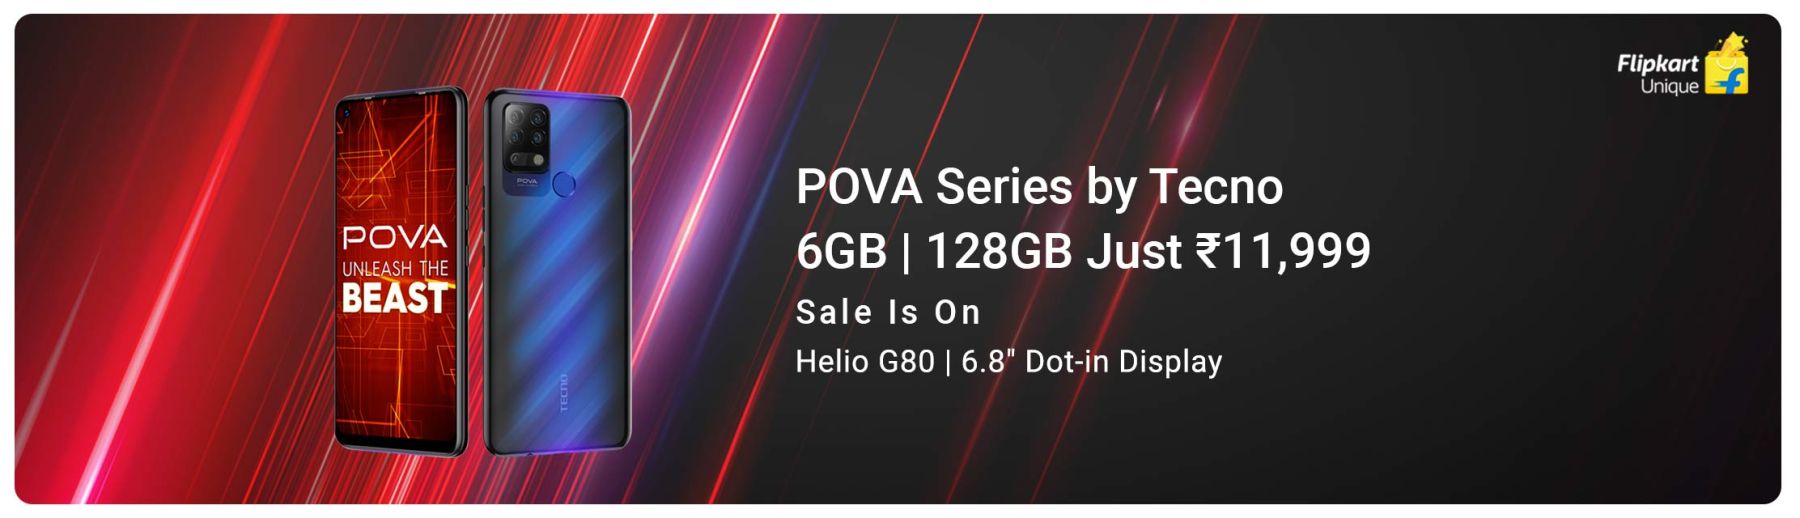 Flipkart
Unique
POVA
UNLEASH THE
BEAST
POVA
TECNO
POVA Series by Tecno
6GB | 128GB Just ₹11,999
Sale Is On
Helio G80 | 6.8" Dot-in Display